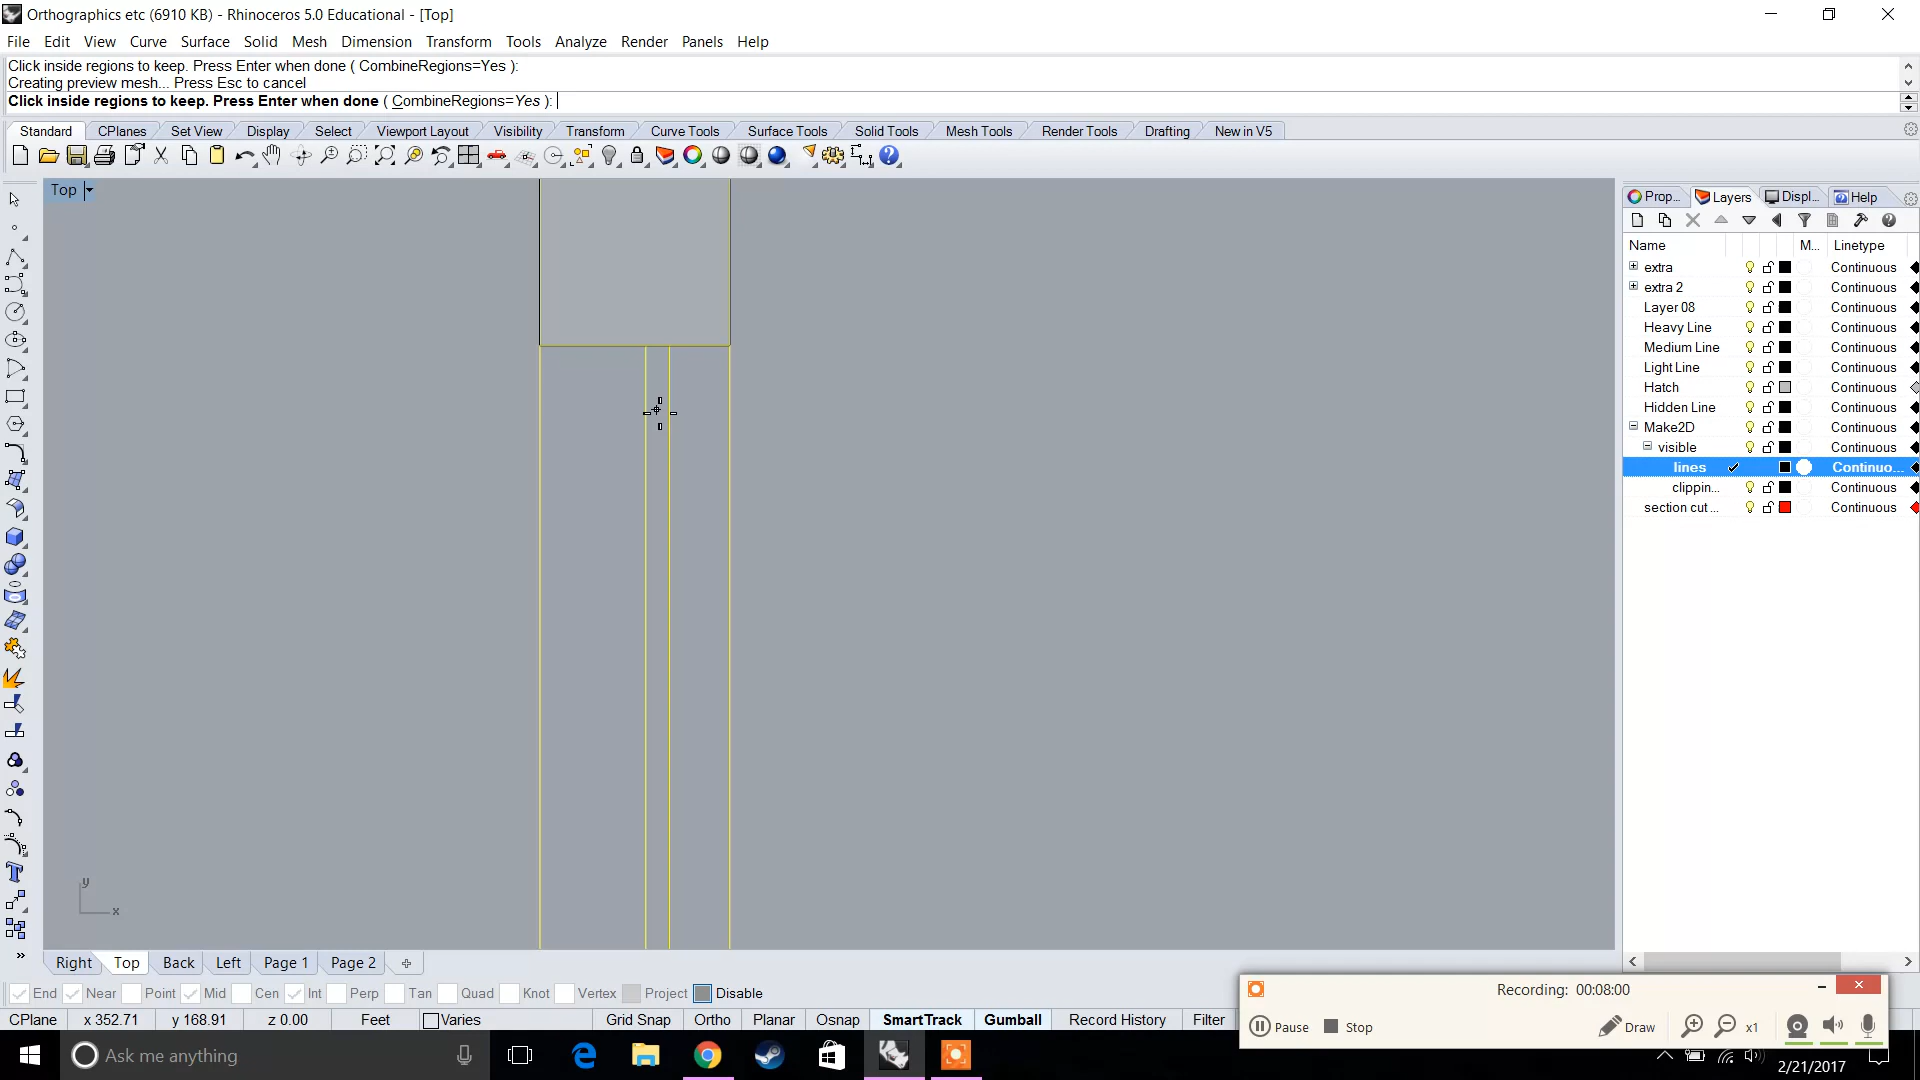 Orthographics etc (6910 KB) - Rhinoceros 5.0 Educational - [Top]
File Edit View Curve Surface Solid Mesh Dimension Transform Tools Analyze Render Panels Help
Click inside regions to keep. Press Enter when done ( CombineRegions=Yes ):
Creating preview mesh... Press Esc to cancel
Click inside regions to keep. Press Enter when done ( CombineRegions=Yes ):
Standard CPlanes Set View Display Select Viewport Layout Visibility Transform Curve Tools Surface Tools Solid Tools Mesh Tools Render Tools Drafting New in V5
Top
Prop... Layers Displ... Help
Name M... Linetype
extra Continuous
extra 2 Continuous
Layer 08 Continuous
Heavy Line Continuous
Medium Line Continuous
Light Line Continuous
Hatch Continuous
Hidden Line Continuous
Make2D Continuous
visible Continuous
lines Continuo...
clippin... Continuous
section cut ... Continuous
y
x
Right Top Back Left Page 1 Page 2
End Near Point Mid Cen Int Perp Tan Quad Knot Vertex Project Disable
CPlane x 352.71 y 168.91 z 0.00 Feet Varies Grid Snap Ortho Planar Osnap SmartTrack Gumball Record History Filter
Recording: 00:08:00
Pause Stop Draw x1
Ask me anything
2/21/2017